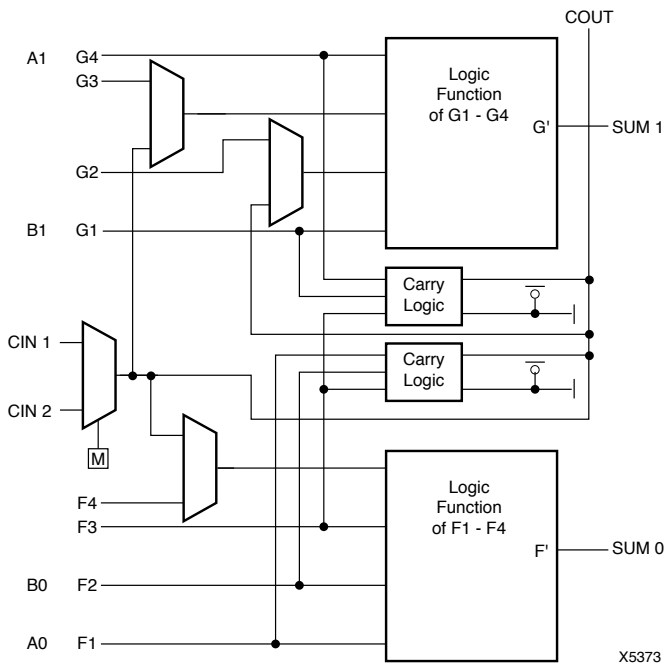 COUT
A1 G4
G3
Logic
Function
of G1 - G4
G' SUM 1
G2
B1 G1
Carry
Logic
CIN 1
Carry
Logic
CIN 2
M
F4
F3
Logic
Function
of F1 - F4
F' SUM 0
B0 F2
A0 F1
X5373